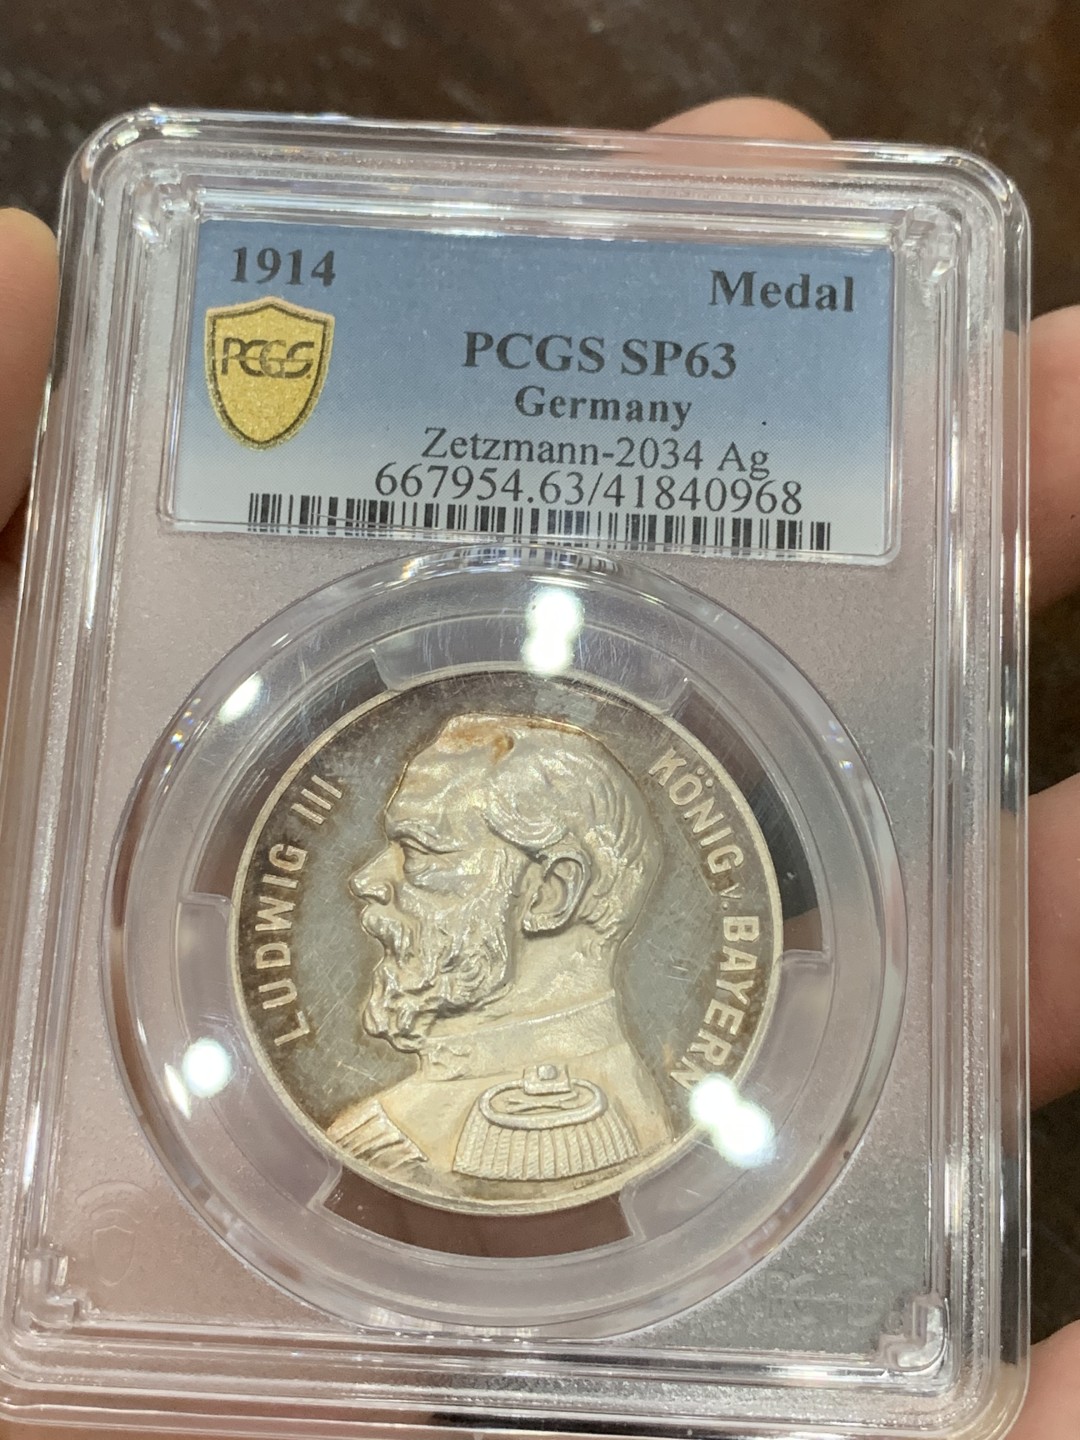 1914
Medal
PCGS
PCGS SP63
Germany
Zetzmann-2034 Ag
667954.63/41840968
LUDWIG III
KÖNIG v. BAYERN